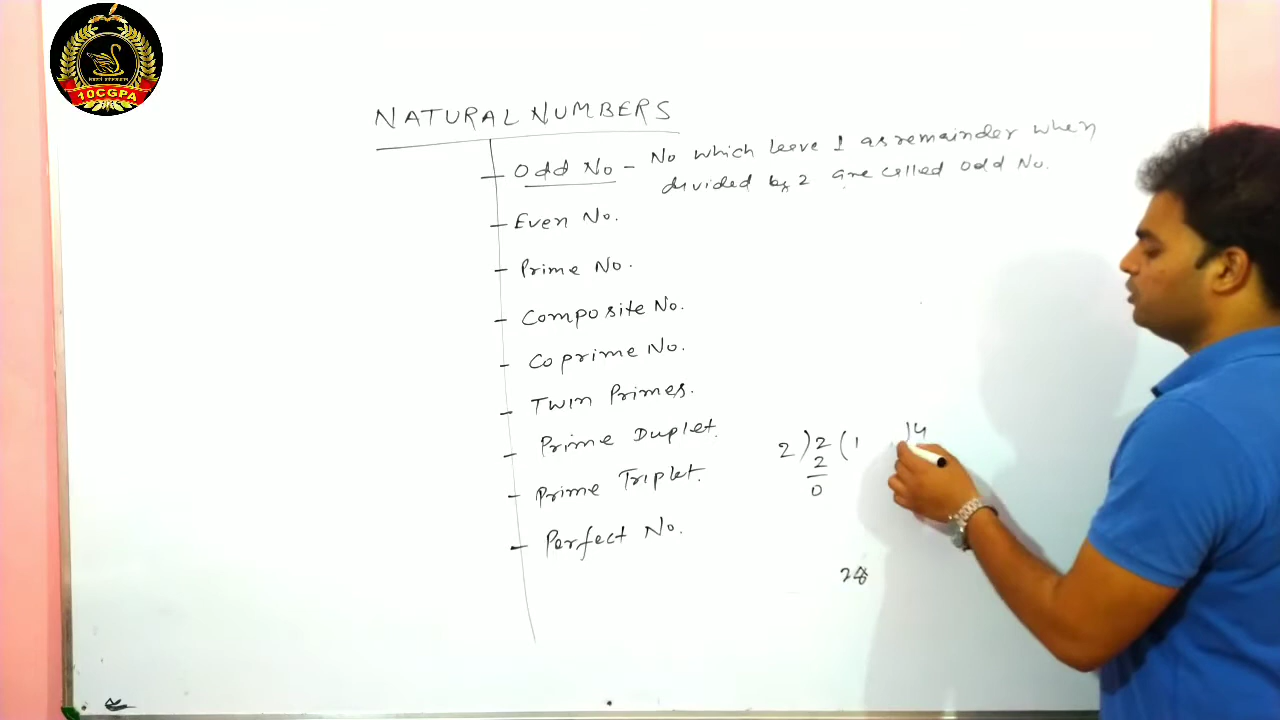 10CGPA
NATURAL NUMBERS
Odd No – No which leeve 1 as remainder when
divided by 2 are called odd No.
Even No.
Prime No.
Composite No.
Coprime No.
Twin Primes.
Prime Duplet.
Prime Triplet.
Perfect No.
2 ) 2 ( 1
2
0
)4
28